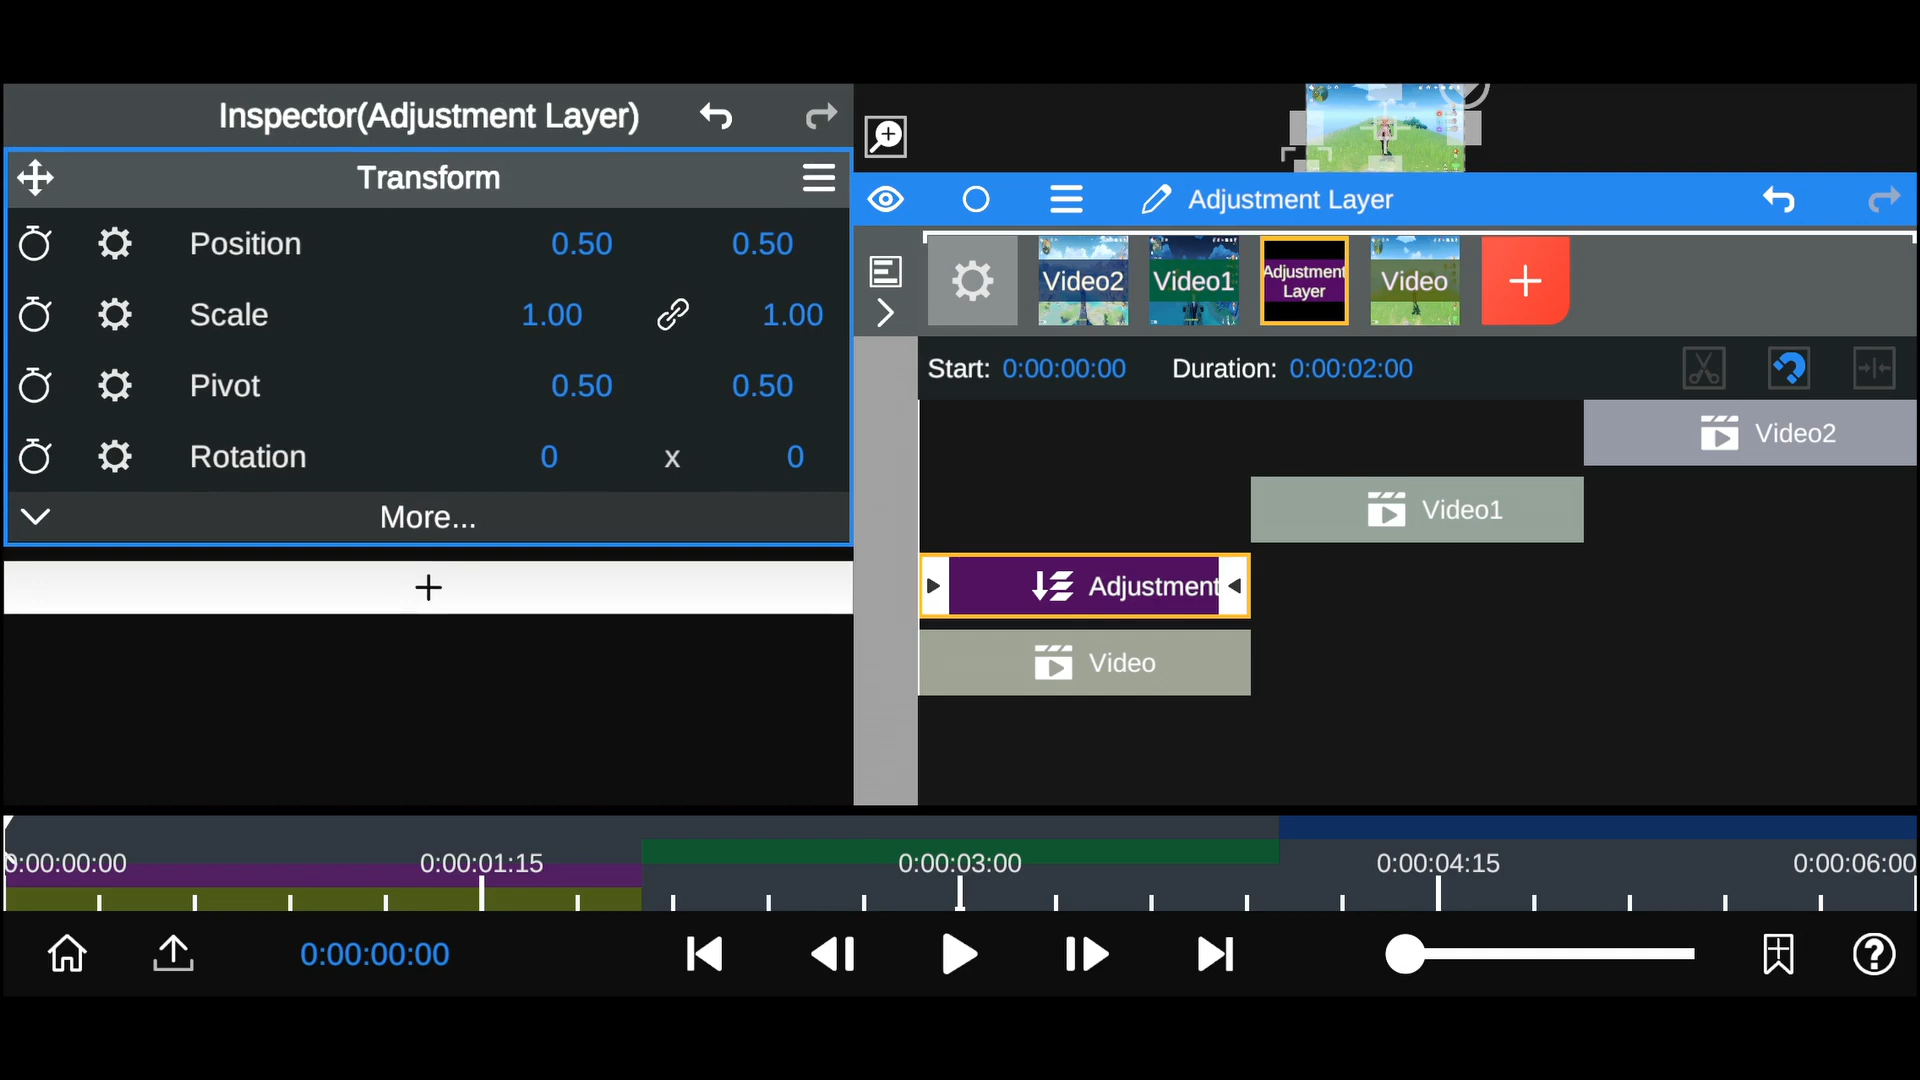 Inspector(Adjustment Layer)
Transform
Position 0.50 0.50
Scale 1.00 1.00
Pivot 0.50 0.50
Rotation 0 x 0
More...
+
Adjustment Layer
Video2 Video1 Adjustment Layer Video +
Start: 0:00:00:00 Duration: 0:00:02:00
Video2
Video1
Adjustment
Video
0:00:00:00 0:00:01:15 0:00:03:00 0:00:04:15 0:00:06:00
0:00:00:00